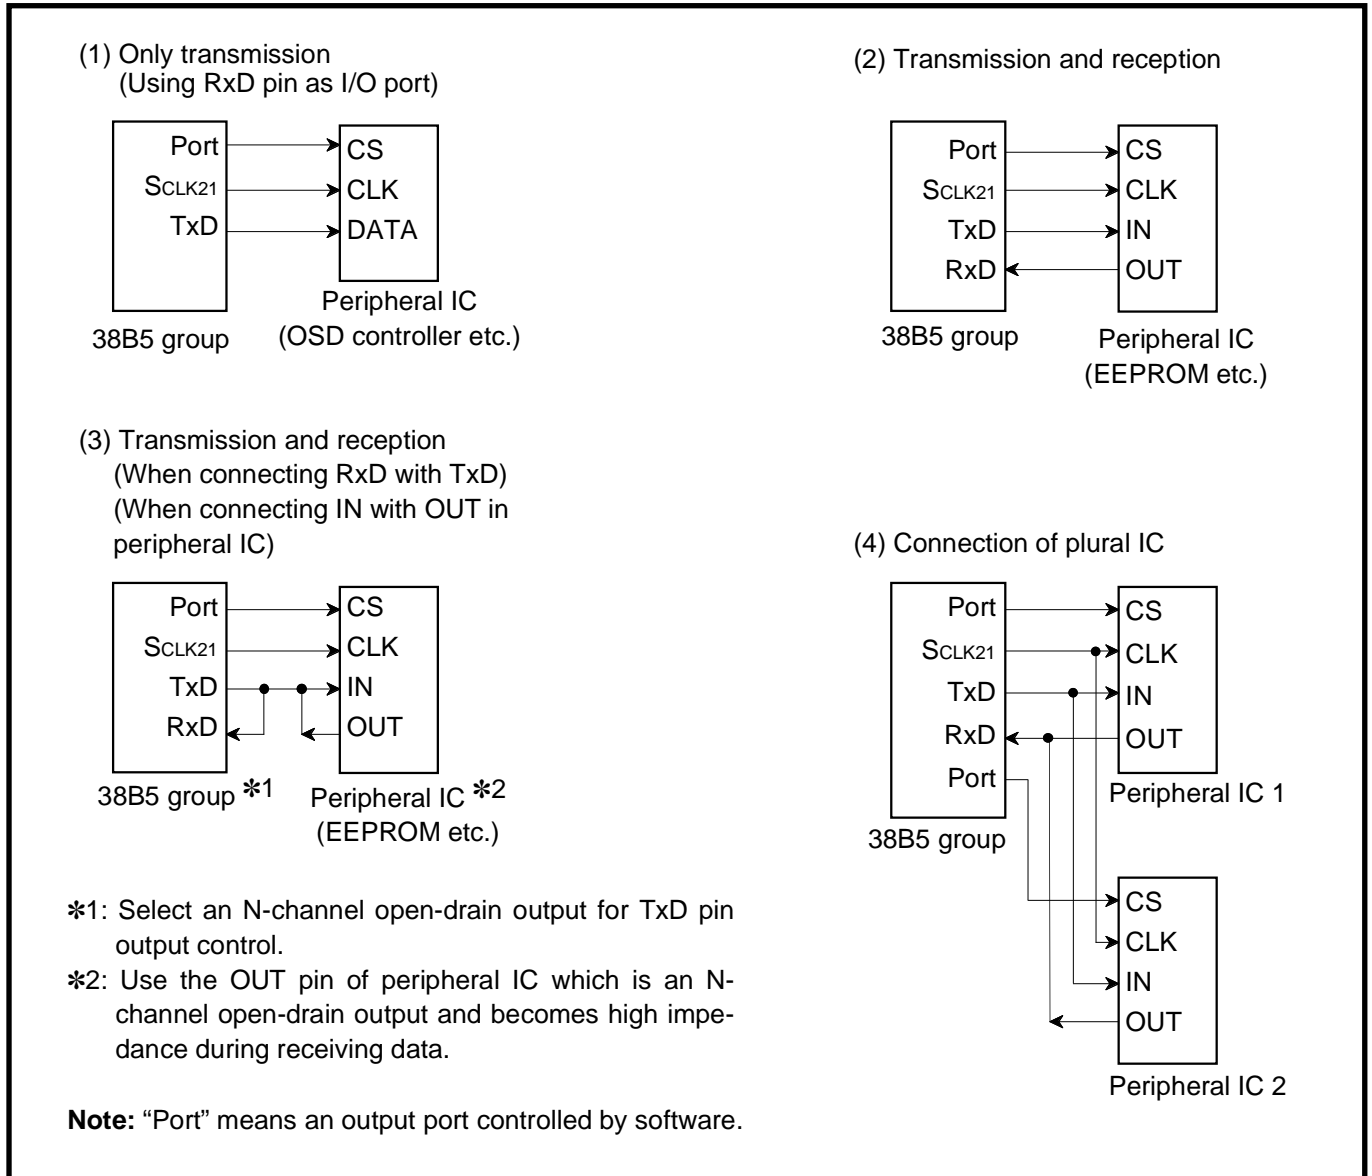 (1) Only transmission
(Using RxD pin as I/O port)
Port
SCLK21
TxD
CS
CLK
DATA
38B5 group
Peripheral IC
(OSD controller etc.)
(2) Transmission and reception
Port
SCLK21
TxD
RxD
CS
CLK
IN
OUT
38B5 group
Peripheral IC
(EEPROM etc.)
(3) Transmission and reception
(When connecting RxD with TxD)
(When connecting IN with OUT in
peripheral IC)
Port
SCLK21
TxD
RxD
CS
CLK
IN
OUT
38B5 group ✽1
Peripheral IC ✽2
(EEPROM etc.)
(4) Connection of plural IC
Port
SCLK21
TxD
RxD
Port
CS
CLK
IN
OUT
38B5 group
Peripheral IC 1
CS
CLK
IN
OUT
Peripheral IC 2
✽1: Select an N-channel open-drain output for TxD pin
output control.
✽2: Use the OUT pin of peripheral IC which is an N-
channel open-drain output and becomes high impe-
dance during receiving data.
Note: “Port” means an output port controlled by software.